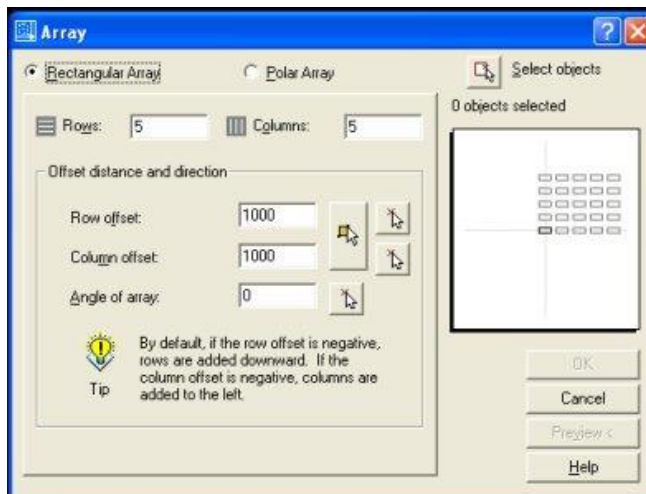 Array
Rectangular Array
Polar Array
Select objects
0 objects selected
Rows: 5
Columns: 5
Offset distance and direction
Row offset: 1000
Column offset: 1000
Angle of array: 0
By default, if the row offset is negative,
rows are added downward. If the
column offset is negative, columns are
added to the left.
Tip
OK
Cancel
Preview <
Help